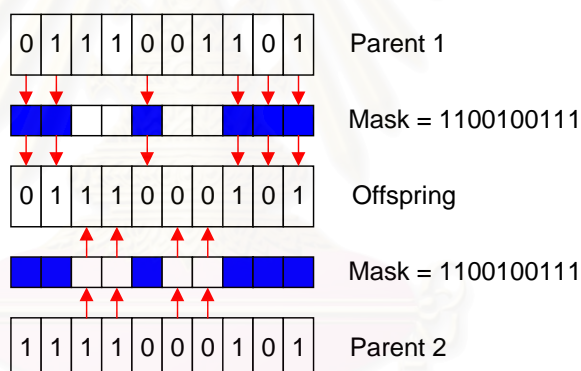 0 1 1 1 0 0 1 1 0 1 Parent 1
Mask = 1100100111
0 1 1 1 0 0 0 1 0 1 Offspring
Mask = 1100100111
1 1 1 1 0 0 0 1 0 1 Parent 2